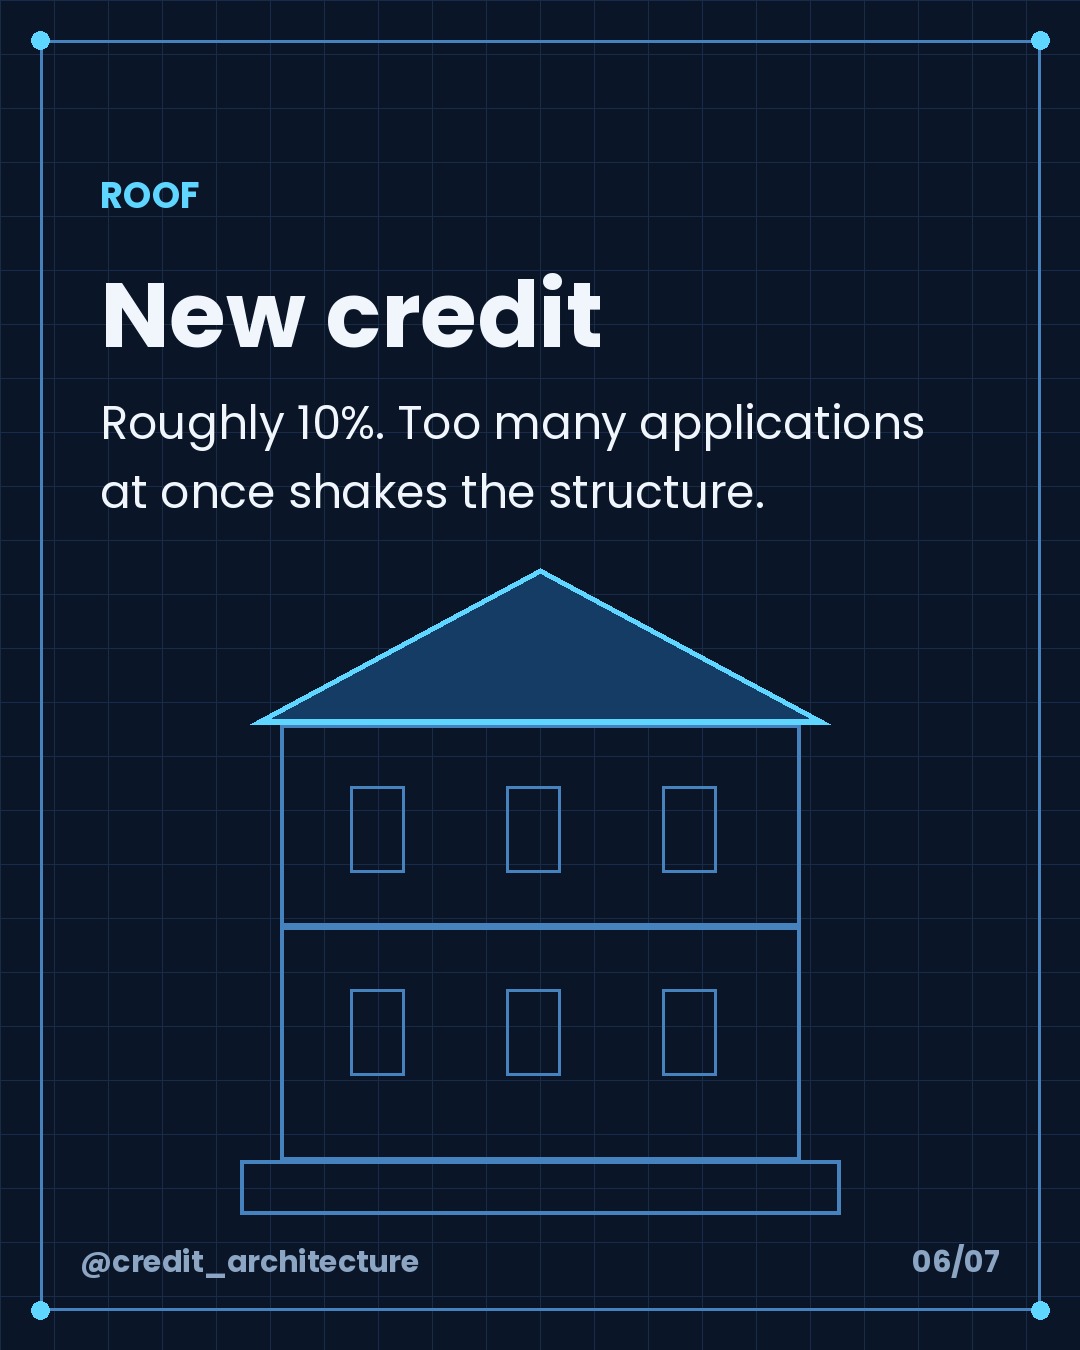 ROOF
New credit
Roughly 10%. Too many applications
at once shakes the structure.
@credit_architecture
06/07